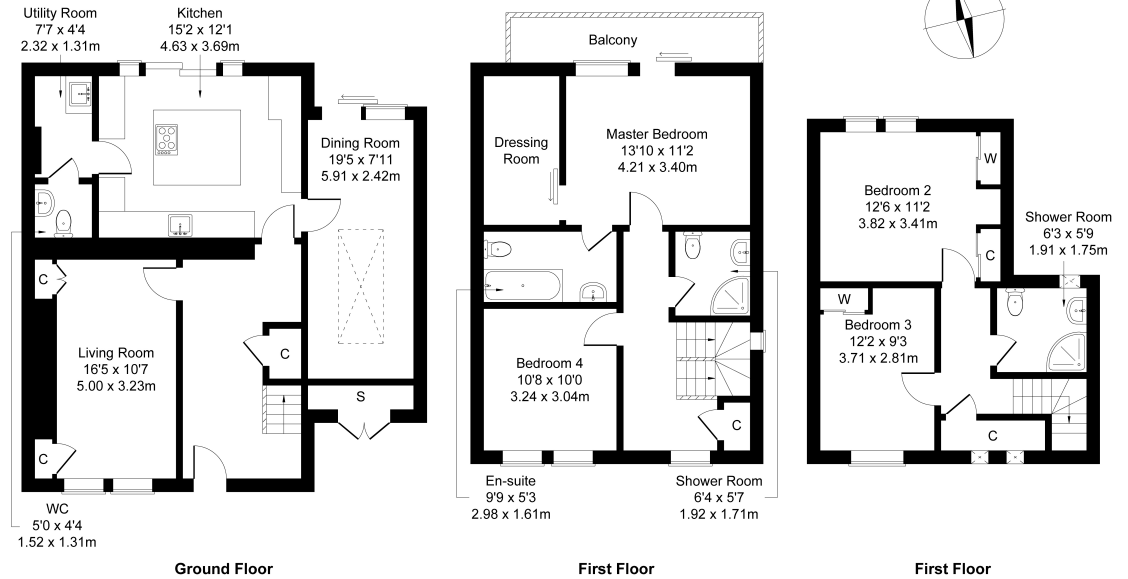 Utility Room
7'7 x 4'4
2.32 x 1.31m
Kitchen
15'2 x 12'1
4.63 x 3.69m
Dining Room
19'5 x 7'11
5.91 x 2.42m
C
Living Room
16'5 x 10'7
5.00 x 3.23m
C
S
C
WC
5'0 x 4'4
1.52 x 1.31m
Ground Floor
Balcony
Dressing
Room
Master Bedroom
13'10 x 11'2
4.21 x 3.40m
Bedroom 4
10'8 x 10'0
3.24 x 3.04m
C
En-suite
9'9 x 5'3
2.98 x 1.61m
Shower Room
6'4 x 5'7
1.92 x 1.71m
First Floor
W
Bedroom 2
12'6 x 11'2
3.82 x 3.41m
Shower Room
6'3 x 5'9
1.91 x 1.75m
C
W
Bedroom 3
12'2 x 9'3
3.71 x 2.81m
C
First Floor